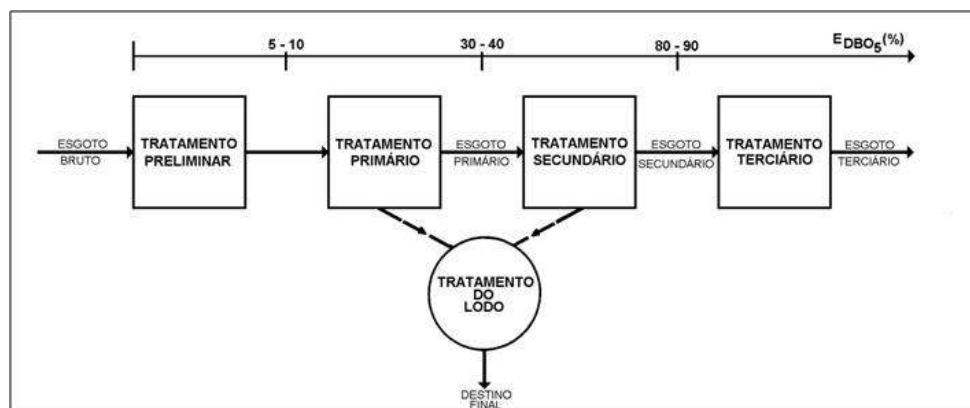 5 - 10
30 - 40
80 - 90
EDBO5(%)
ESGOTO
BRUTO
TRATAMENTO
PRELIMINAR
TRATAMENTO
PRIMÁRIO
ESGOTO
PRIMÁRIO
TRATAMENTO
SECUNDÁRIO
ESGOTO
SECUNDÁRIO
TRATAMENTO
TERCIÁRIO
ESGOTO
TERCIÁRIO
TRATAMENTO
DO
LODO
DESTINO
FINAL